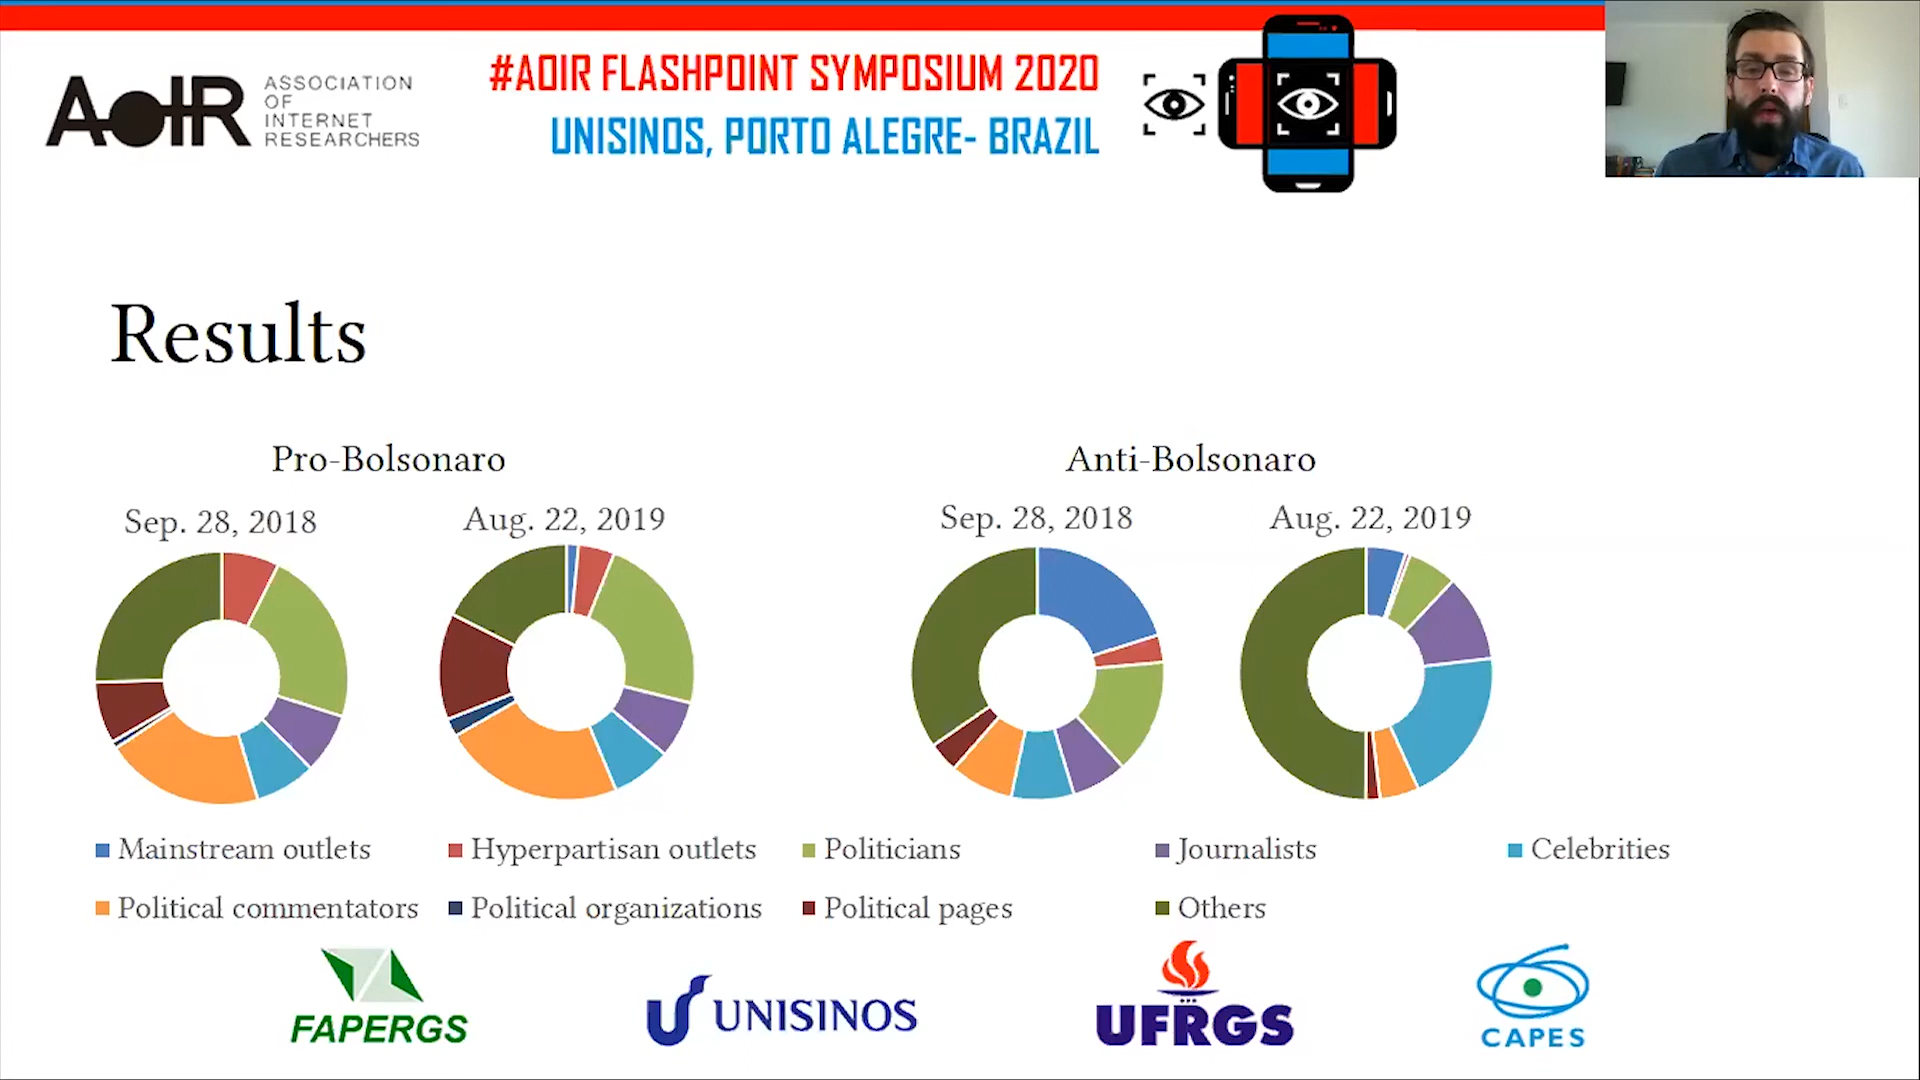 AoIR
ASSOCIATION
OF
INTERNET
RESEARCHERS
#AOIR FLASHPOINT SYMPOSIUM 2020
UNISINOS, PORTO ALEGRE- BRAZIL
Results
Pro-Bolsonaro
Anti-Bolsonaro
Sep. 28, 2018
Aug. 22, 2019
Sep. 28, 2018
Aug. 22, 2019
Mainstream outlets
Hyperpartisan outlets
Politicians
Journalists
Celebrities
Political commentators
Political organizations
Political pages
Others
FAPERGS
UNISINOS
UFRGS
CAPES